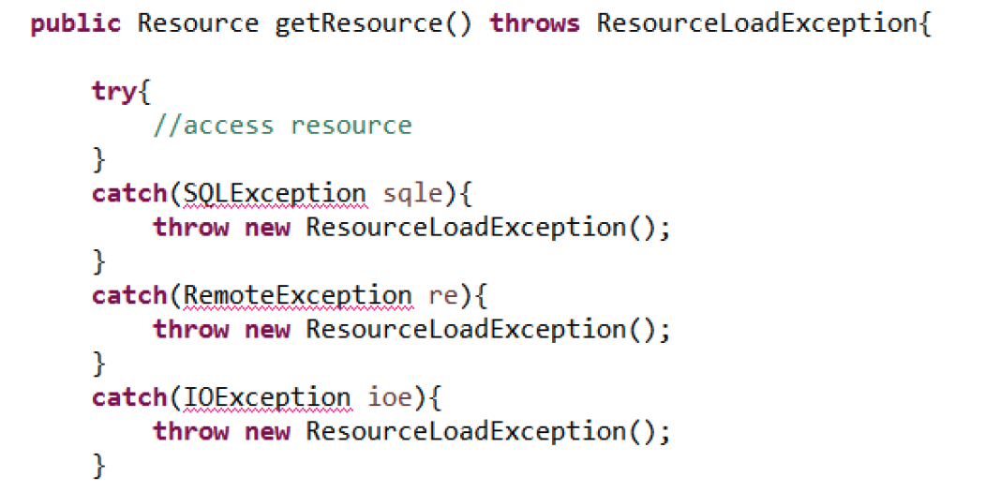 public Resource getResource() throws ResourceLoadException{
try{
//access resource
}
catch(SQLException sqle){
throw new ResourceLoadException();
}
catch(RemoteException re){
throw new ResourceLoadException();
}
catch(IOException ioe){
throw new ResourceLoadException();
}